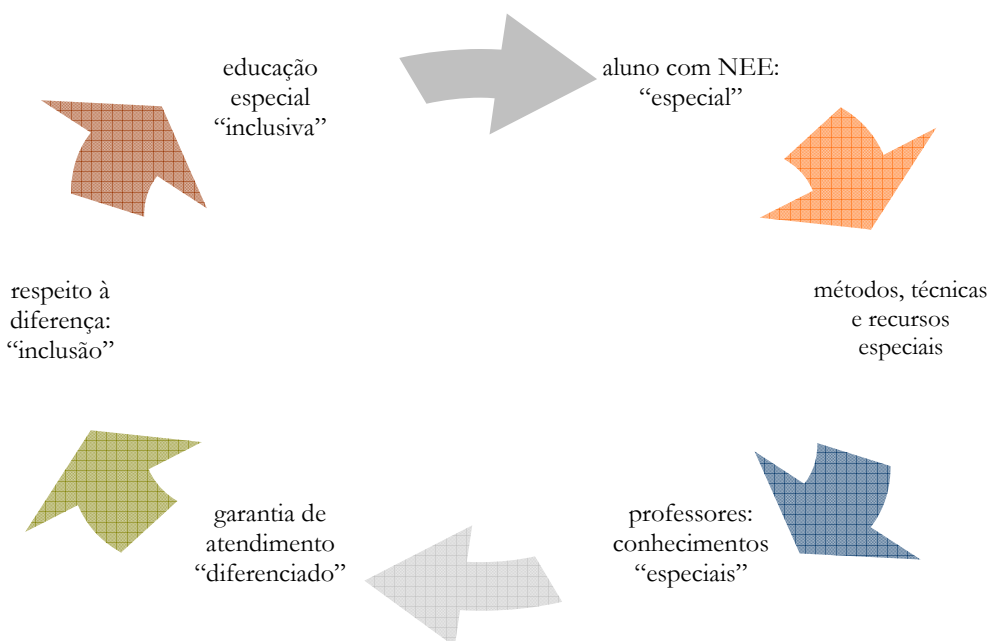 educação
especial
“inclusiva”
aluno com NEE:
“especial”
métodos, técnicas
e recursos
especiais
professores:
conhecimentos
“especiais”
garantia de
atendimento
“diferenciado”
respeito à
diferença:
“inclusão”